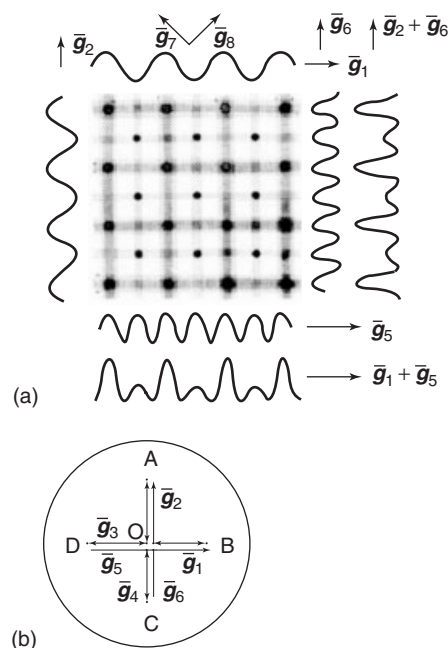 ḡ₂ ḡ₇ ḡ₈ ḡ₁ ḡ₆ ḡ₂ + ḡ₆
ḡ₅
ḡ₁ + ḡ₅
(a)
A
ḡ₂
ḡ₃ O
D B
ḡ₅ ḡ₁
ḡ₄ ḡ₆
C
(b)